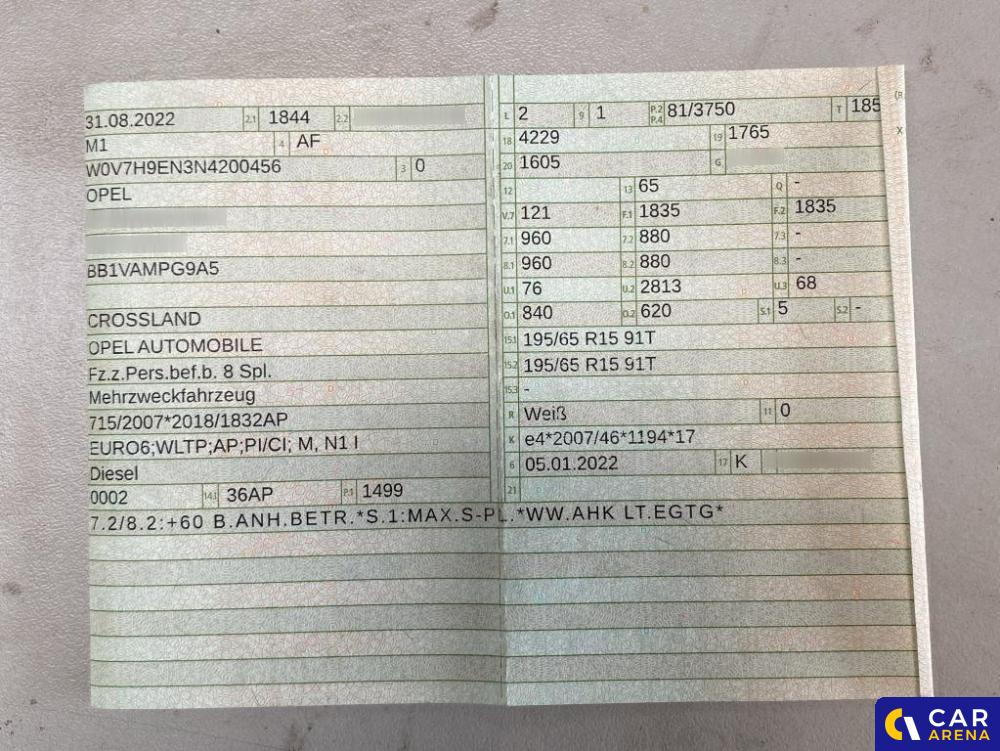 31.08.2022 2.1 1844 2.2
M1 4 AF
W0V7H9EN3N4200456 3 0
OPEL
BB1VAMPG9A5
CROSSLAND
OPEL AUTOMOBILE
Fz.z.Pers.bef.b. 8 Spl.
Mehrzweckfahrzeug
715/2007*2018/1832AP
EURO6;WLTP;AP;PI/CI; M, N1 I
Diesel
0002 14.1 36AP P.1 1499
L 2 9 1 P.2 P.4 81/3750 T 185
18 4229 19 1765
20 1605 G
12 13 65 Q -
V.7 121 F.1 1835 F.2 1835
7.1 960 7.2 880 7.3 -
8.1 960 8.2 880 8.3 -
U.1 76 U.2 2813 U.3 68
O.1 840 O.2 620 S.1 5 S.2 -
15.1 195/65 R15 91T
15.2 195/65 R15 91T
15.3 -
R Weiß 11 0
K e4*2007/46*1194*17
6 05.01.2022 17 K
21
7.2/8.2:+60 B.ANH.BETR.*S.1:MAX.S-PL.*WW.AHK LT.EGTG*
X
CAR
ARENA